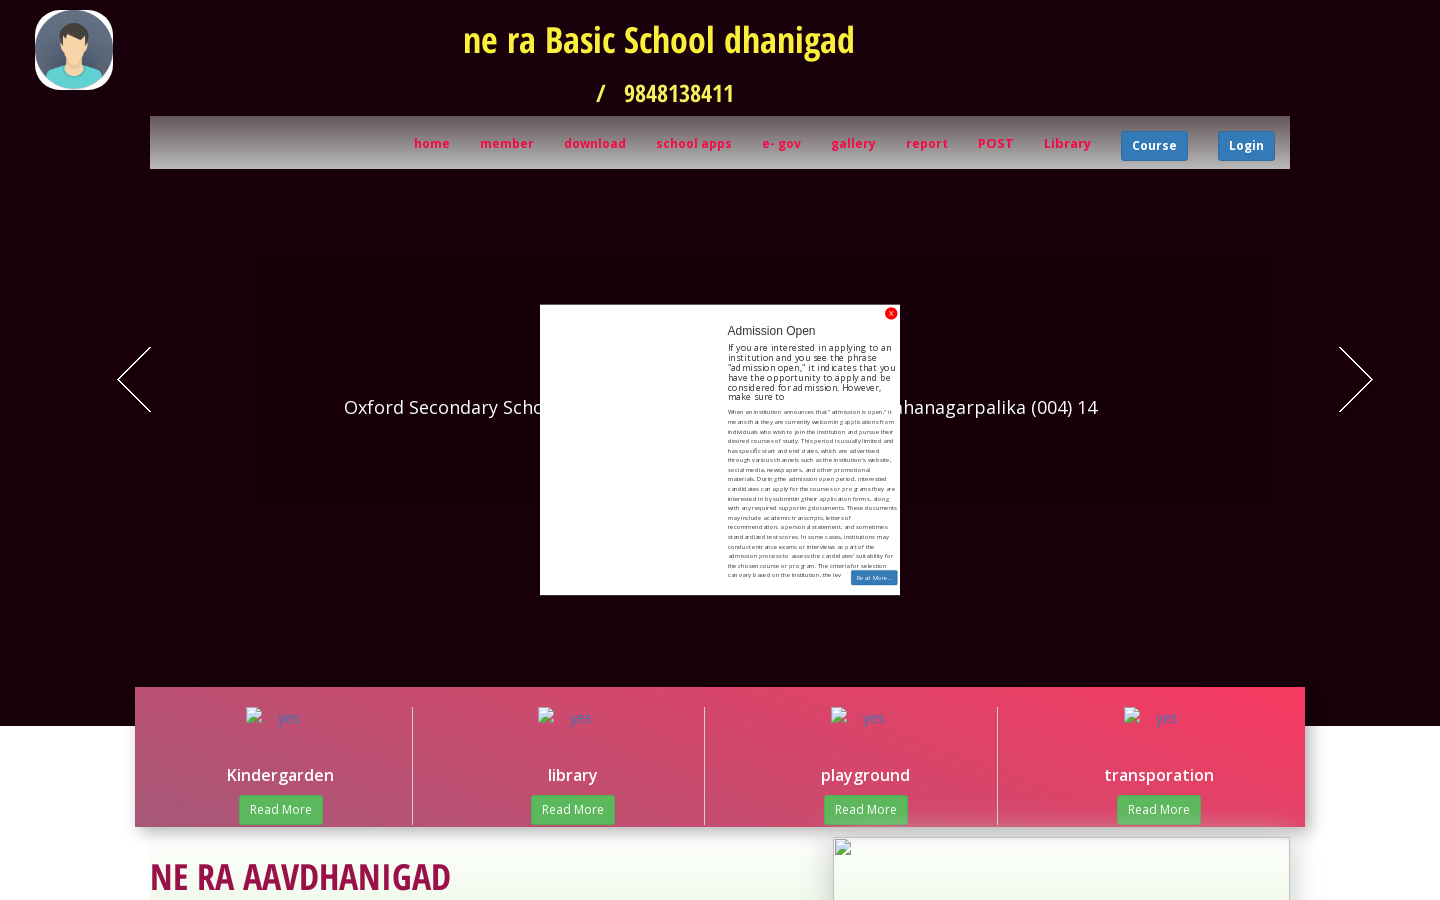 ne ra Basic School dhanigad
/ 9848138411
home member download school apps e- gov gallery report POST Library Course Login
X
Admission Open
If you are interested in applying to an
institution and you see the phrase
"admission open," it indicates that you
have the opportunity to apply and be
considered for admission. However,
make sure to
Oxford Secondary Scho
ahanagarpalika (004) 14
When an institution announces that "admission is open," it
means that they are currently welcoming applications from
individuals who wish to join the institution and pursue their
desired courses of study. This period is usually limited and
has specific start and end dates, which are advertised
through various channels such as the institution's website,
social media, newspapers, and other promotional
materials. During the admission open period, interested
candidates can apply for the courses or programs they are
interested in by submitting their application forms, along
with any required supporting documents. These documents
may include academic transcripts, letters of
recommendation, a personal statement, and sometimes
standardized test scores. In some cases, institutions may
conduct entrance exams or interviews as part of the
admission process to assess the candidates' suitability for
the chosen course or program. The criteria for selection
can vary based on the institution, the lev
Read More...
yes yes yes yes
Kindergarden library playground transporation
Read More Read More Read More Read More
NE RA AAVDHANIGAD